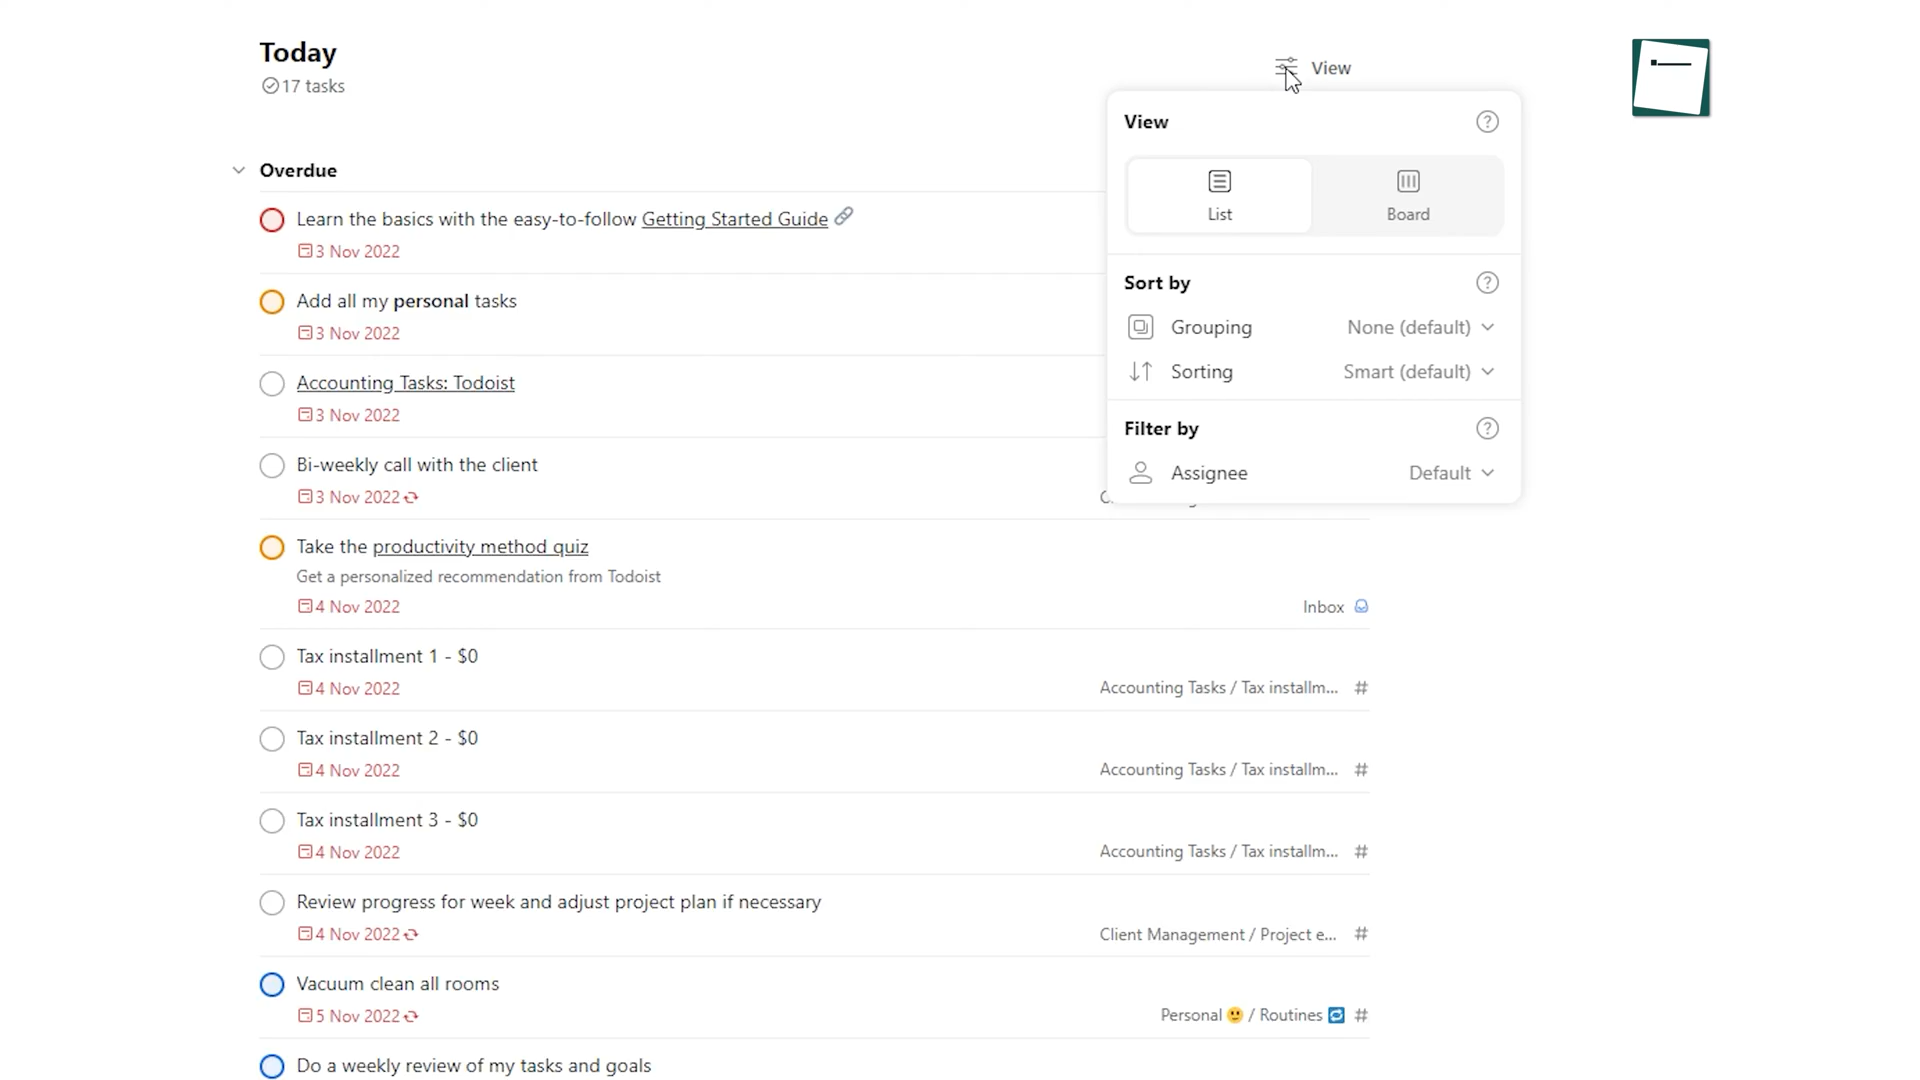 Today
17 tasks
View
View
List
Board
Sort by
Grouping
None (default)
Sorting
Smart (default)
Filter by
Assignee
Default
Overdue
Learn the basics with the easy-to-follow Getting Started Guide
3 Nov 2022
Add all my personal tasks
3 Nov 2022
Accounting Tasks: Todoist
3 Nov 2022
Bi-weekly call with the client
3 Nov 2022
Take the productivity method quiz
Get a personalized recommendation from Todoist
4 Nov 2022
Inbox
Tax installment 1 - $0
4 Nov 2022
Accounting Tasks / Tax installm... #
Tax installment 2 - $0
4 Nov 2022
Accounting Tasks / Tax installm... #
Tax installment 3 - $0
4 Nov 2022
Accounting Tasks / Tax installm... #
Review progress for week and adjust project plan if necessary
4 Nov 2022
Client Management / Project e... #
Vacuum clean all rooms
5 Nov 2022
Personal 🙂 / Routines 🔁 #
Do a weekly review of my tasks and goals